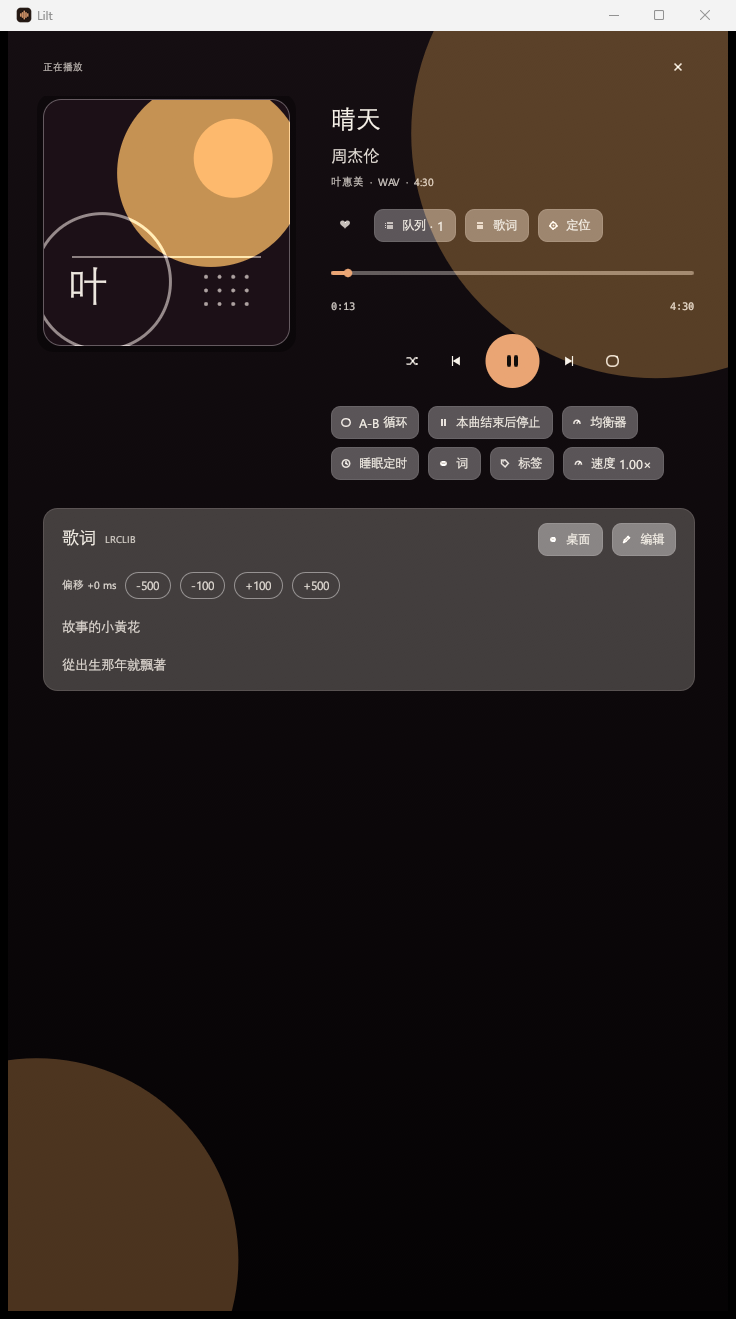 Lilt
正在播放
叶
晴天
周杰伦
叶惠美 · WAV · 4:30
队列 · 1 歌词 定位
0:13 4:30
A-B 循环 本曲结束后停止 均衡器
睡眠定时 词 标签 速度 1.00×
歌词 LRCLIB 桌面 编辑
偏移 +0 ms -500 -100 +100 +500
故事的小黃花
從出生那年就飄著